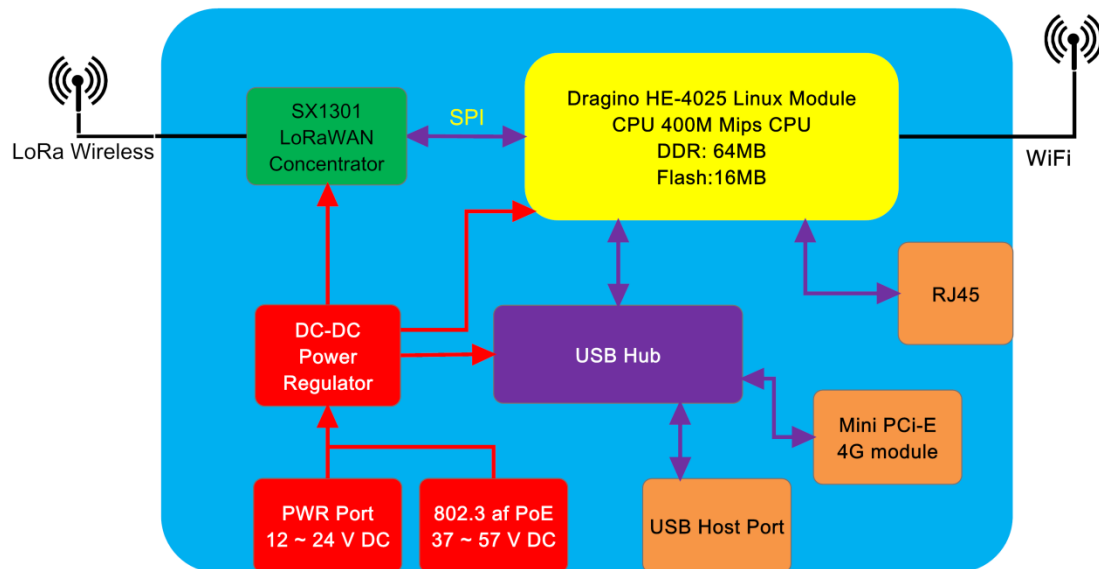 LoRa Wireless
SX1301
LoRaWAN
Concentrator
SPI
Dragino HE-4025 Linux Module
CPU 400M Mips CPU
DDR: 64MB
Flash:16MB
WiFi
RJ45
DC-DC
Power
Regulator
USB Hub
Mini PCi-E
4G module
PWR Port
12 ~ 24 V DC
802.3 af PoE
37 ~ 57 V DC
USB Host Port